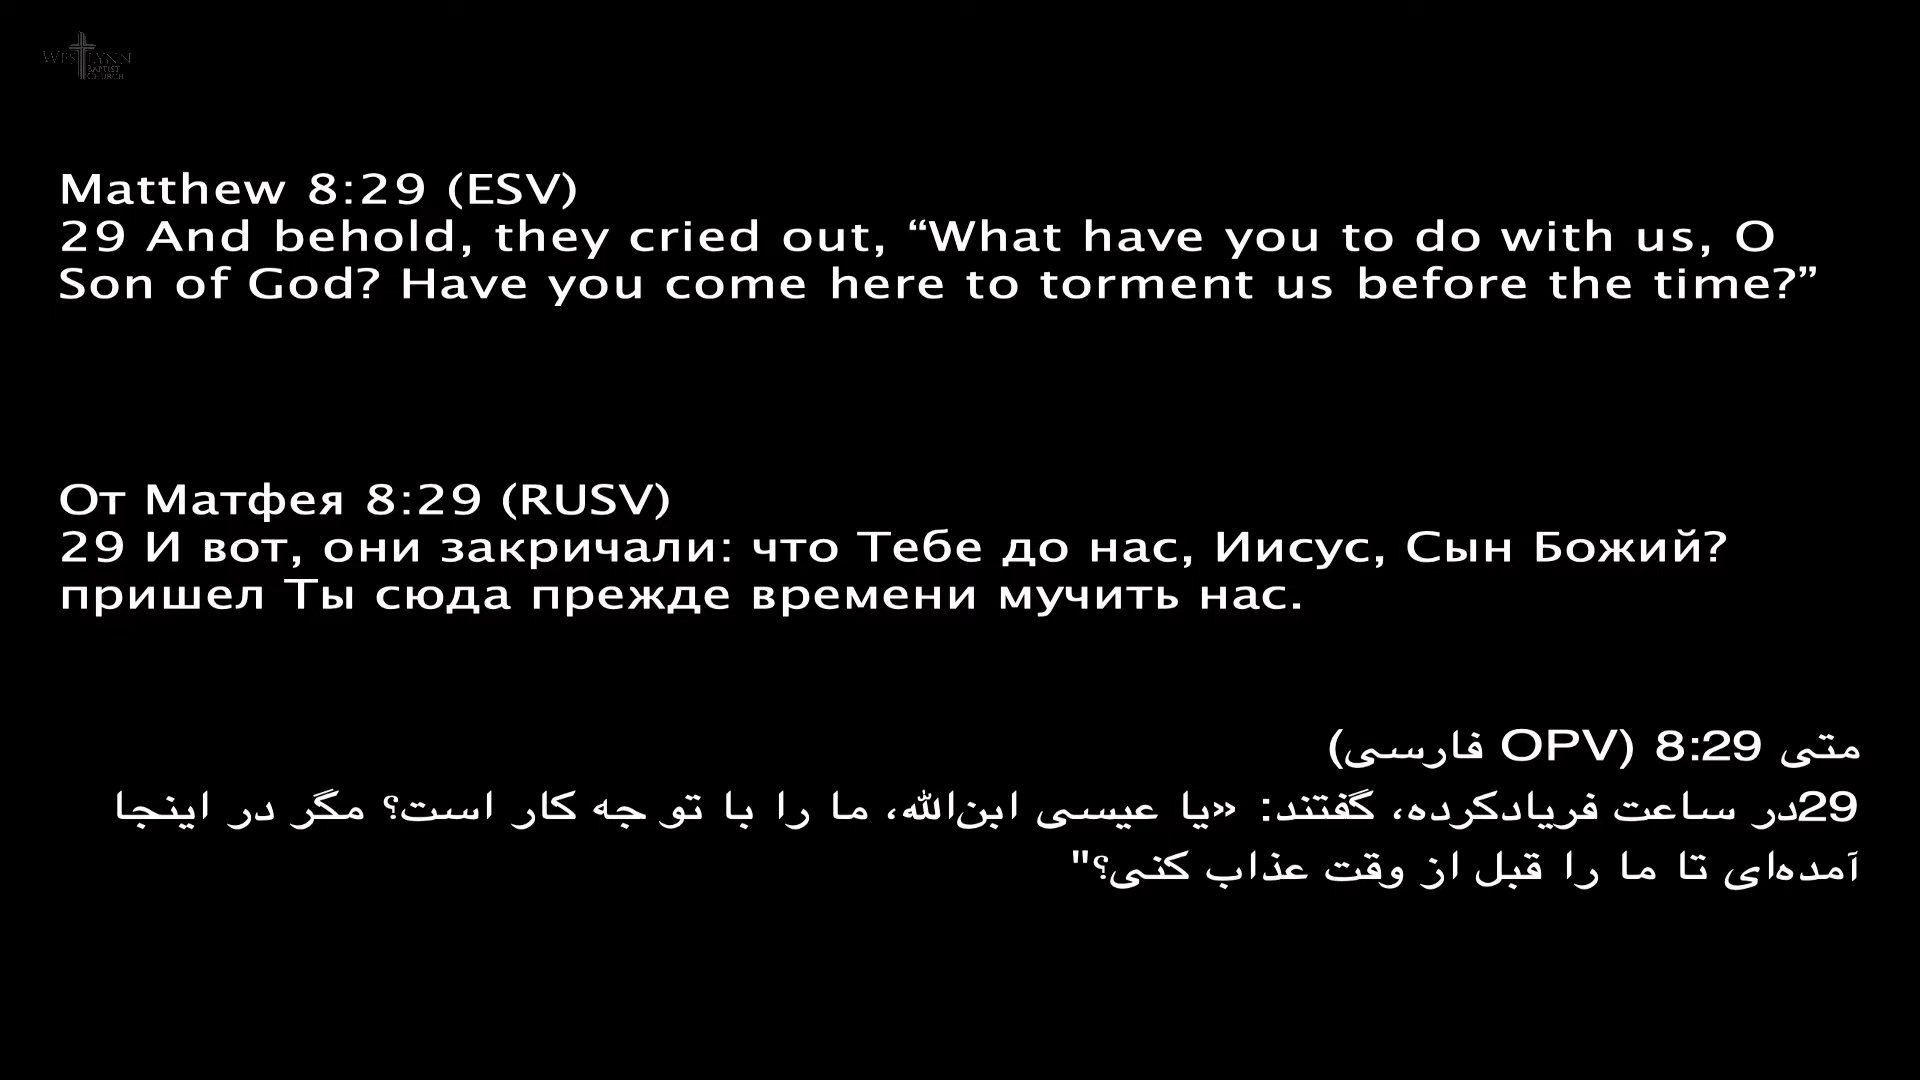 WESTLYNN
BAPTIST
CHURCH
Matthew 8:29 (ESV)
29 And behold, they cried out, “What have you to do with us, O
Son of God? Have you come here to torment us before the time?”
От Матфея 8:29 (RUSV)
29 И вот, они закричали: что Тебе до нас, Иисус, Сын Божий?
пришел Ты сюда прежде времени мучить нас.
متی 8:29 (OPV فارسی)
29در ساعت فریادکرده، گفتند: «یا عیسی ابن‌الله، ما را با تو جه کار است؟ مگر در اینجا
آمده‌ای تا ما را قبل از وقت عذاب کنی؟"